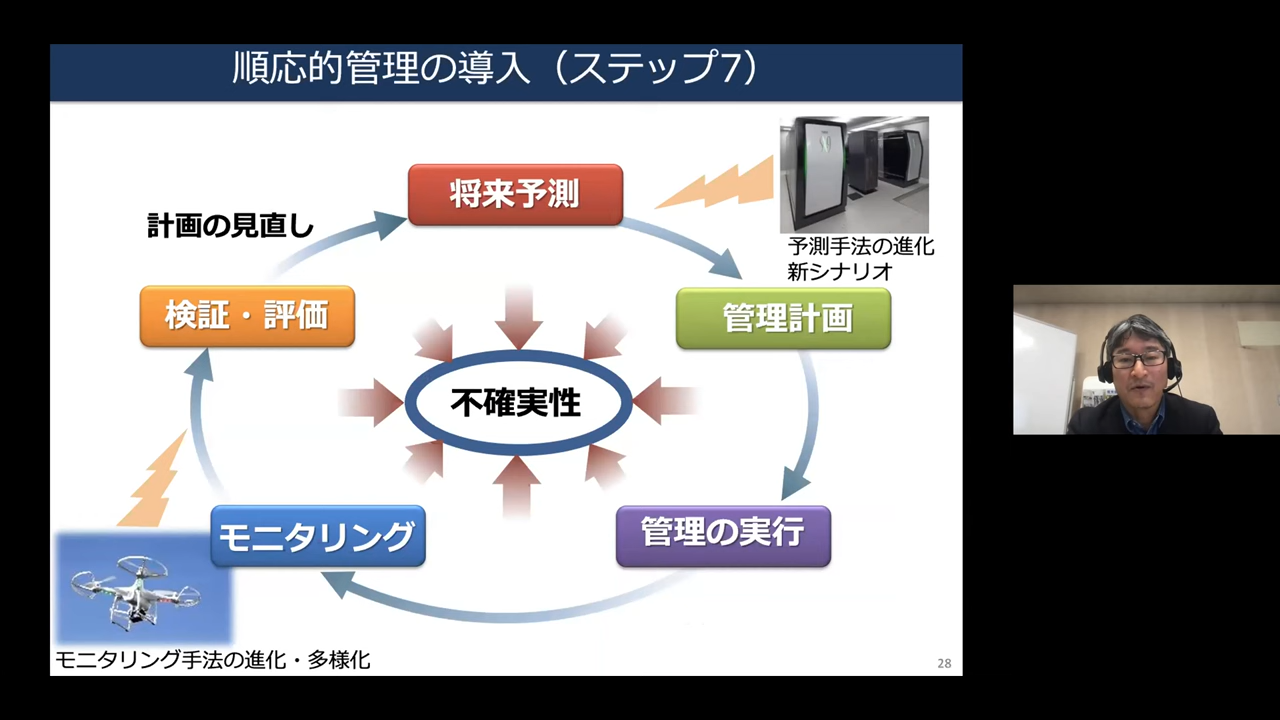 順応的管理の導入（ステップ7）
将来予測
計画の見直し
予測手法の進化
新シナリオ
検証・評価
管理計画
不確実性
モニタリング
管理の実行
モニタリング手法の進化・多様化
28